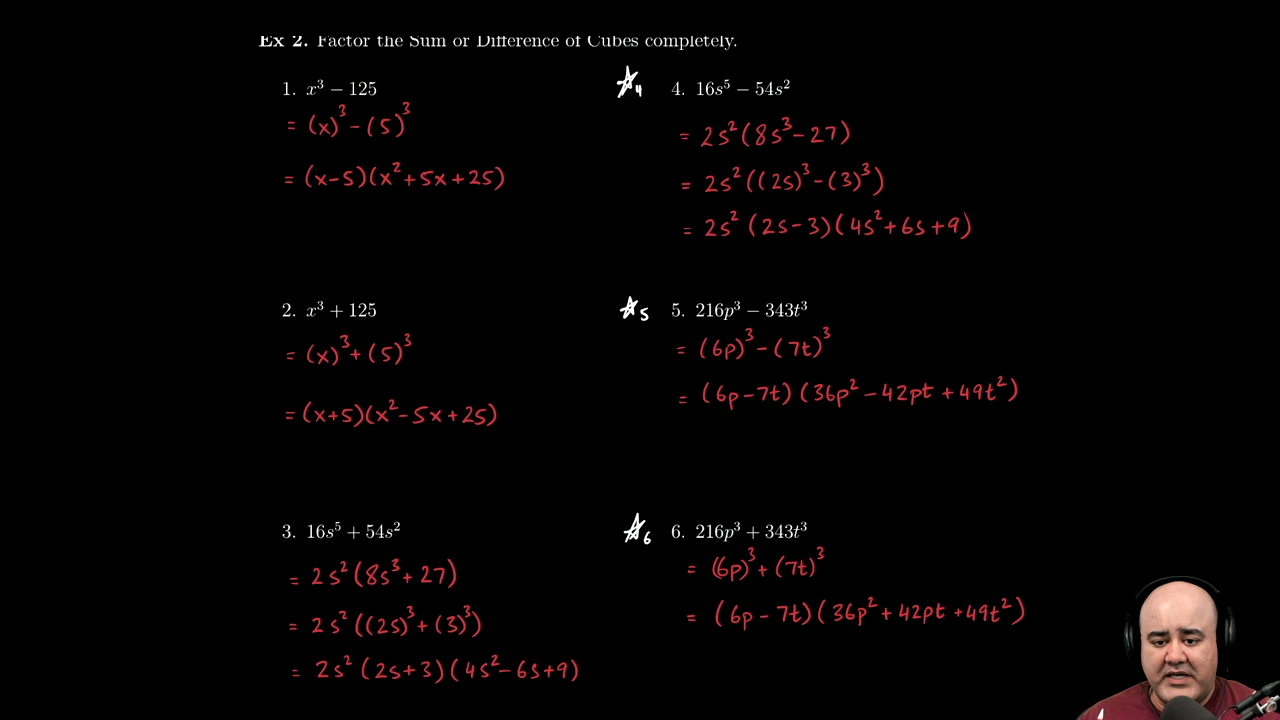 Ex 2. Factor the Sum or Difference of Cubes completely.
1. x³ − 125
= (x)³ − (5)³
= (x−5)(x²+5x+25)
2. x³ + 125
= (x)³ + (5)³
= (x+5)(x²−5x+25)
3. 16s⁵ + 54s²
= 2s²(8s³+27)
= 2s²((2s)³+(3)³)
= 2s²(2s+3)(4s²−6s+9)
☆4 4. 16s⁵ − 54s²
= 2s²(8s³−27)
= 2s²((2s)³−(3)³)
= 2s²(2s−3)(4s²+6s+9)
☆5 5. 216p³ − 343t³
= (6p)³ − (7t)³
= (6p−7t)(36p²−42pt+49t²)
☆6 6. 216p³ + 343t³
= (6p)³ + (7t)³
= (6p−7t)(36p²+42pt+49t²)